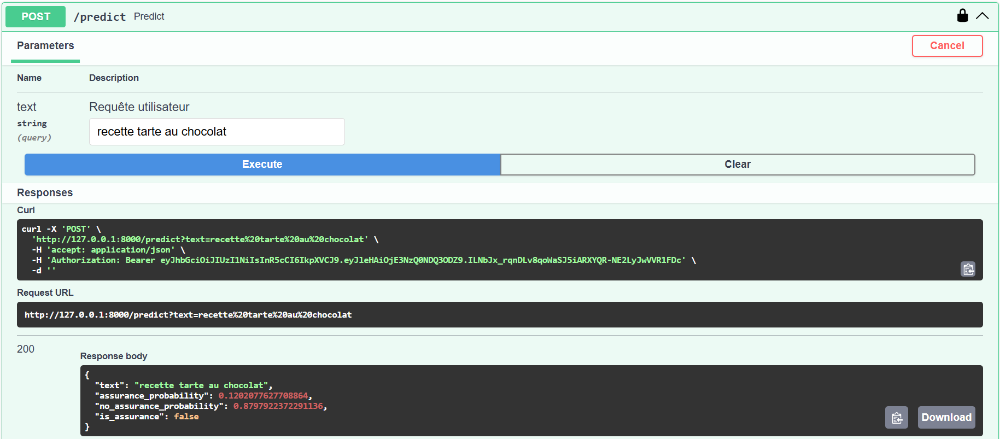 POST /predict Predict
Parameters
Cancel
Name Description
text Requête utilisateur
string
(query)
recette tarte au chocolat
Execute Clear
Responses
Curl
curl -X 'POST' \
  'http://127.0.0.1:8000/predict?text=recette%20tarte%20au%20chocolat' \
  -H 'accept: application/json' \
  -H 'Authorization: Bearer eyJhbGciOiJIUzI1NiIsInR5cCI6IkpXVCJ9.eyJleHAiOjE3NzQ0NDQ3ODZ9.ILNbJx_rqnDLv8qoWaSJ5iARXYQR-NE2LyJwVVR1FDc' \
  -d ''
Request URL
http://127.0.0.1:8000/predict?text=recette%20tarte%20au%20chocolat
200
Response body
{
  "text": "recette tarte au chocolat",
  "assurance_probability": 0.1202077627708864,
  "no_assurance_probability": 0.8797922372291136,
  "is_assurance": false
}
Download